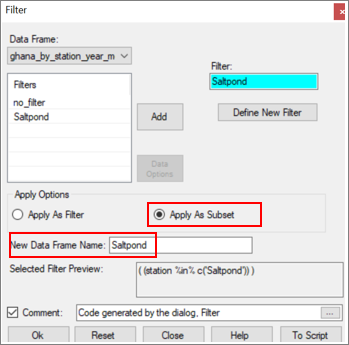 Filter
×
Data Frame:
ghana_by_station_year_m
Filter:
Saltpond
Filters
no_filter
Saltpond
Add
Define New Filter
Data
Options
Apply Options
Apply As Filter
Apply As Subset
New Data Frame Name:
Saltpond
Selected Filter Preview:
( (station %in% c('Saltpond')) )
Comment:
Code generated by the dialog, Filter
...
Ok
Reset
Close
Help
To Script